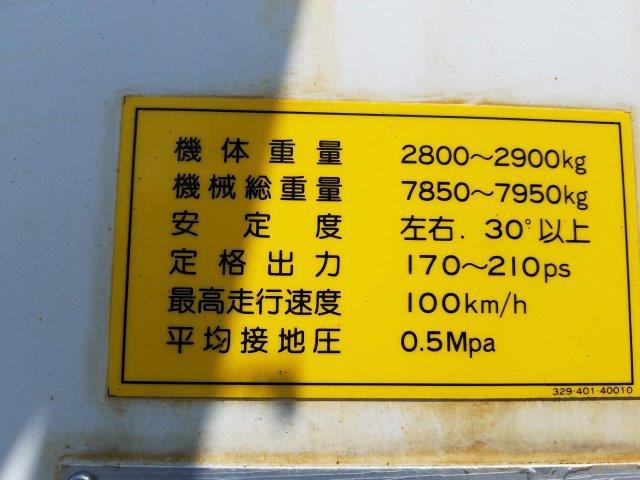 機体重量 2800～2900kg
機械総重量 7850～7950kg
安定度 左右. 30°以上
定格出力 170～210ps
最高走行速度 100km/h
平均接地圧 0.5Mpa
329-401-40010